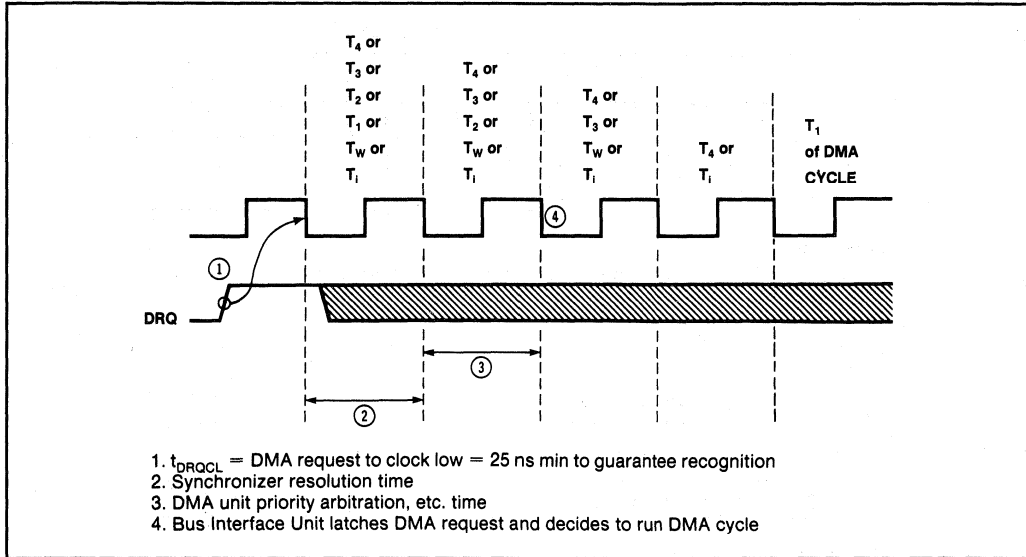 T4 or
T3 or
T2 or
T1 or
TW or
Ti
T4 or
T3 or
T2 or
TW or
Ti
T4 or
T3 or
TW or
Ti
T4 or
Ti
T1
of DMA
CYCLE
4
1
DRQ
3
2
1. tDRQCL = DMA request to clock low = 25 ns min to guarantee recognition
2. Synchronizer resolution time
3. DMA unit priority arbitration, etc. time
4. Bus Interface Unit latches DMA request and decides to run DMA cycle